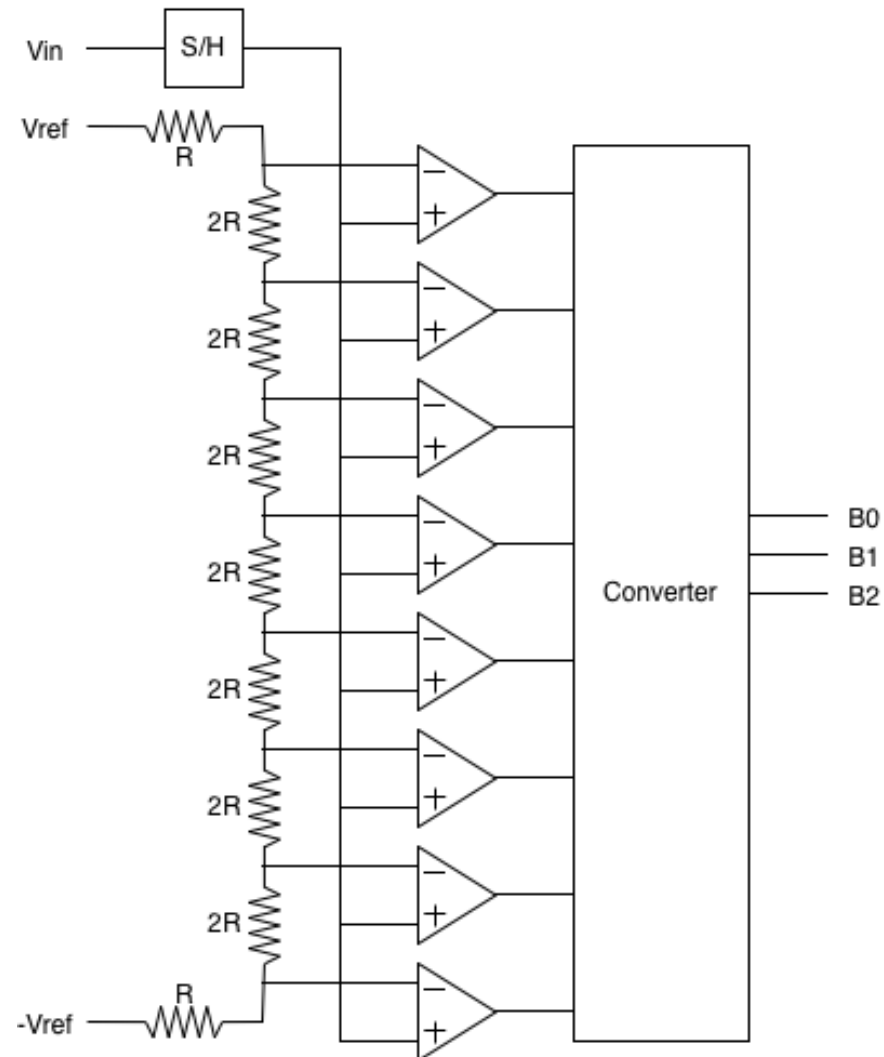 S/H
Vin
Vref
R
2R
2R
2R
2R
2R
2R
2R
R
-Vref
−
+
−
+
−
+
−
+
−
+
−
+
−
+
−
+
Converter
B0
B1
B2